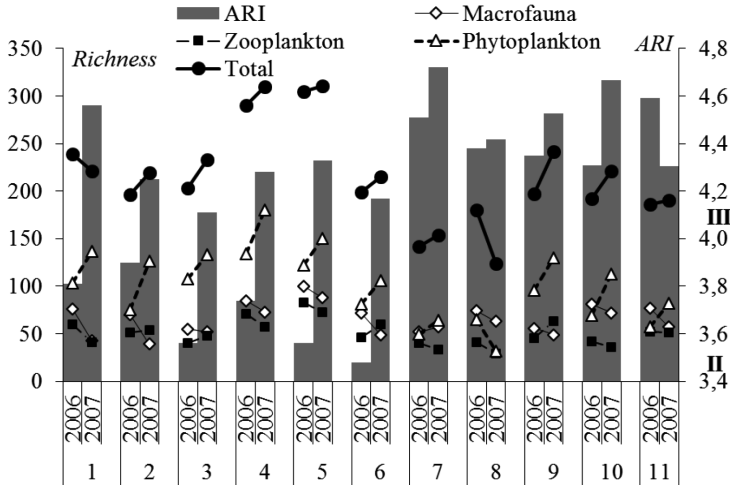 ARI Macrofauna
Zooplankton Phytoplankton
Total
Richness ARI
350 4,8
300 4,6
250 4,4
200 4,2
III
150 4,0
100 3,8
50 3,6
II
0 3,4
2006 2007 2006 2007 2006 2007 2006 2007 2006 2007 2006 2007 2006 2007 2006 2007 2006 2007 2006 2007 2006 2007
1 2 3 4 5 6 7 8 9 10 11